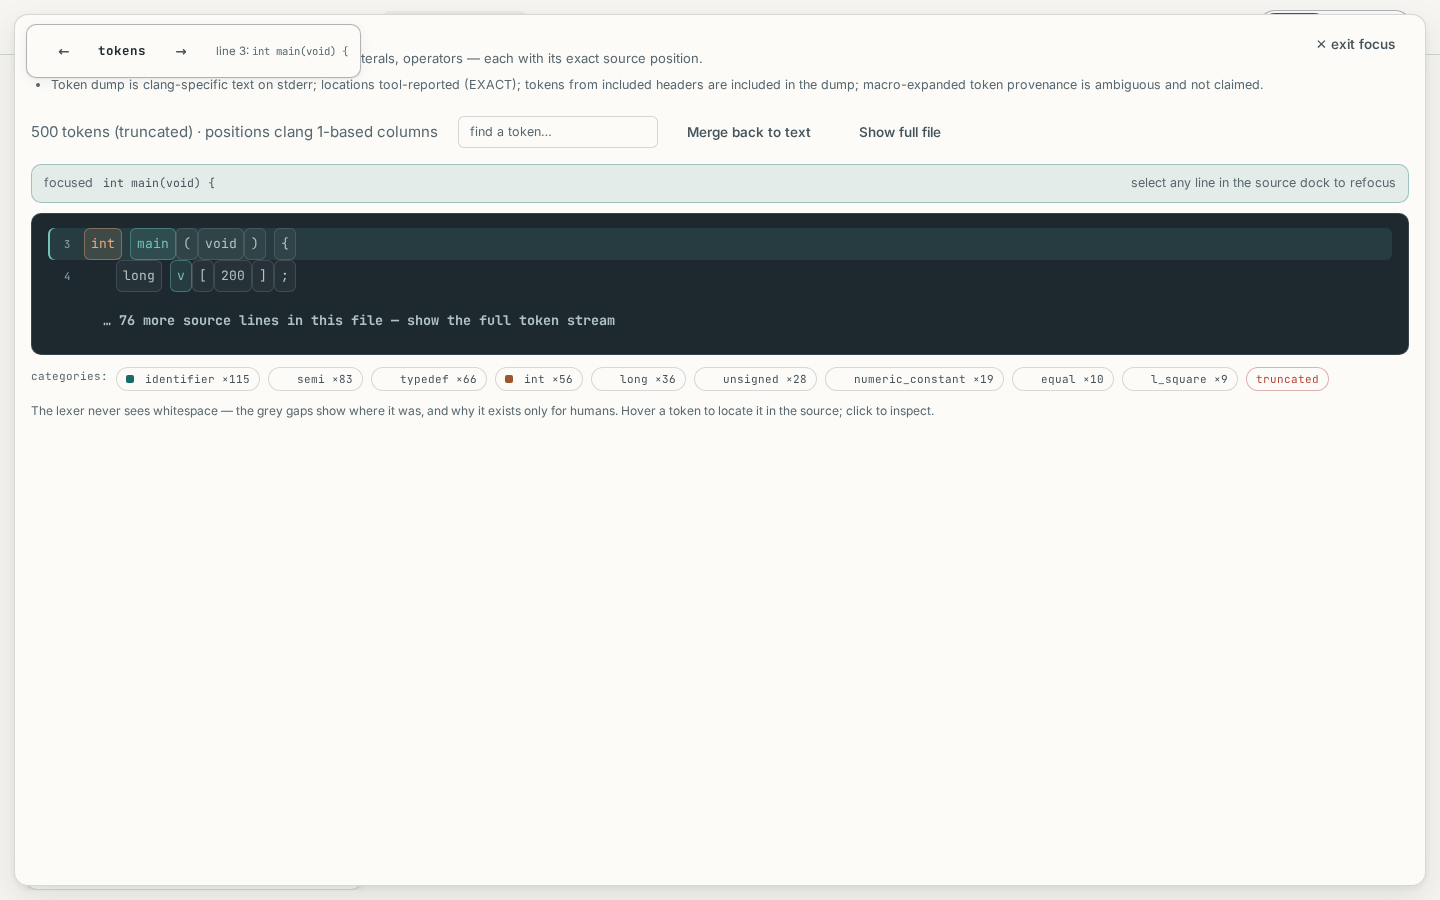 ← tokens → line 3: int main(void) {
terals, operators — each with its exact source position.
✕ exit focus
• Token dump is clang-specific text on stderr; locations tool-reported (EXACT); tokens from included headers are included in the dump; macro-expanded token provenance is ambiguous and not claimed.
500 tokens (truncated) · positions clang 1-based columns find a token... Merge back to text Show full file
focused int main(void) { select any line in the source dock to refocus
3 int main ( void ) {
4 long v [ 200 ] ;
… 76 more source lines in this file — show the full token stream
categories: identifier ×115 semi ×83 typedef ×66 int ×56 long ×36 unsigned ×28 numeric_constant ×19 equal ×10 l_square ×9 truncated
The lexer never sees whitespace — the grey gaps show where it was, and why it exists only for humans. Hover a token to locate it in the source; click to inspect.